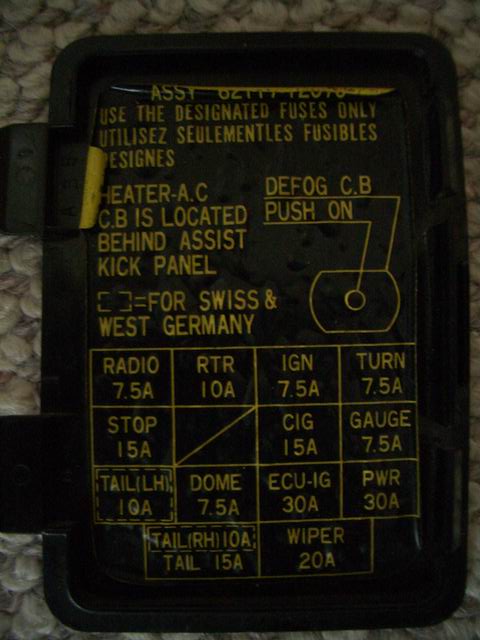 ASSY
USE THE DESIGNATED FUSES ONLY
UTILISEZ SEULEMENTLES FUSIBLES
DESIGNES
HEATER-A.C
C.B IS LOCATED
BEHIND ASSIST
KICK PANEL
DEFOG C.B
PUSH ON
=FOR SWISS &
WEST GERMANY
RADIO RTR IGN TURN
7.5A 10A 7.5A 7.5A
STOP CIG GAUGE
15A 15A 7.5A
TAIL(LH) DOME ECU-IG PWR
10A 7.5A 30A 30A
TAIL(RH)10A WIPER
TAIL 15A 20A